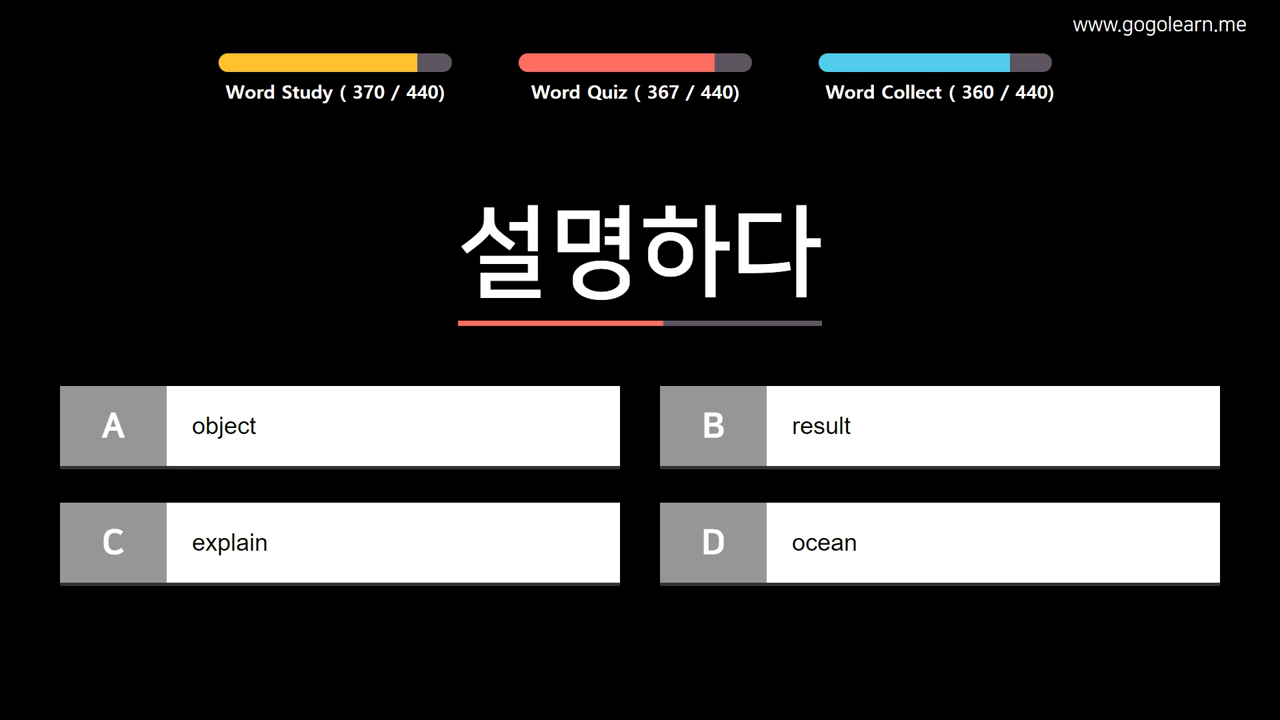 www.gogolearn.me
Word Study ( 370 / 440)
Word Quiz ( 367 / 440)
Word Collect ( 360 / 440)
설명하다
A object
B result
C explain
D ocean